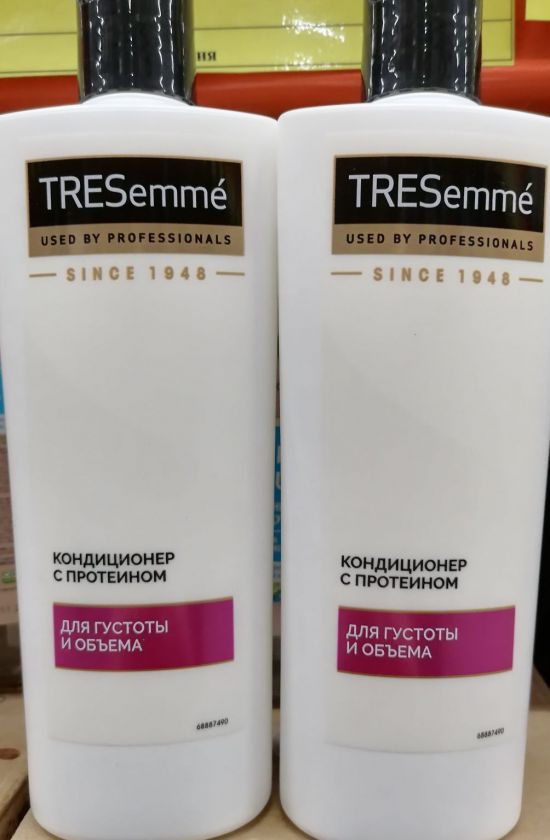 ия
TRESemmé
USED BY PROFESSIONALS
SINCE 1948
КОНДИЦИОНЕР
С ПРОТЕИНОМ
ДЛЯ ГУСТОТЫ
И ОБЪЕМА
68887490
TRESemmé
USED BY PROFESSIONALS
SINCE 1948
КОНДИЦИОНЕР
С ПРОТЕИНОМ
ДЛЯ ГУСТОТЫ
И ОБЪЕМА
68887490